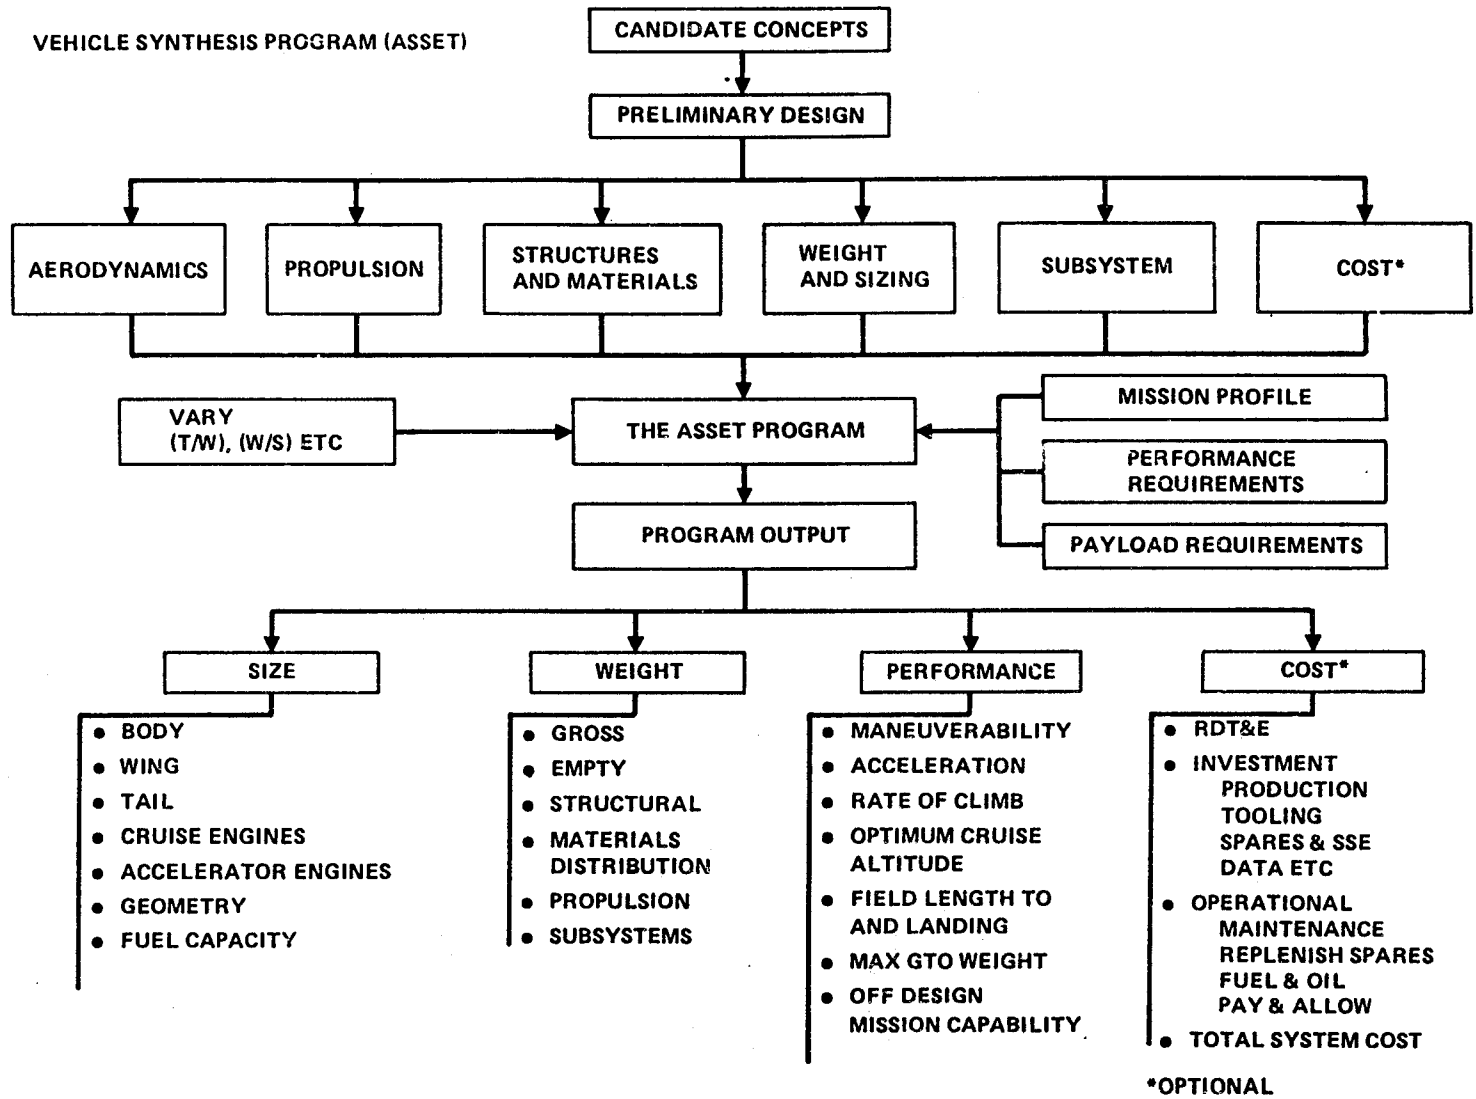 VEHICLE SYNTHESIS PROGRAM (ASSET)
CANDIDATE CONCEPTS
PRELIMINARY DESIGN
AERODYNAMICS
PROPULSION
STRUCTURES
AND MATERIALS
WEIGHT
AND SIZING
SUBSYSTEM
COST*
VARY
(T/W), (W/S) ETC
THE ASSET PROGRAM
MISSION PROFILE
PERFORMANCE
REQUIREMENTS
PAYLOAD REQUIREMENTS
PROGRAM OUTPUT
SIZE
● BODY
● WING
● TAIL
● CRUISE ENGINES
● ACCELERATOR ENGINES
● GEOMETRY
● FUEL CAPACITY
WEIGHT
● GROSS
● EMPTY
● STRUCTURAL
● MATERIALS
DISTRIBUTION
● PROPULSION
● SUBSYSTEMS
PERFORMANCE
● MANEUVERABILITY
● ACCELERATION
● RATE OF CLIMB
● OPTIMUM CRUISE
ALTITUDE
● FIELD LENGTH TO
AND LANDING
● MAX GTO WEIGHT
● OFF DESIGN
MISSION CAPABILITY
COST*
● RDT&E
● INVESTMENT
PRODUCTION
TOOLING
SPARES & SSE
DATA ETC
● OPERATIONAL
MAINTENANCE
REPLENISH SPARES
FUEL & OIL
PAY & ALLOW
● TOTAL SYSTEM COST
*OPTIONAL